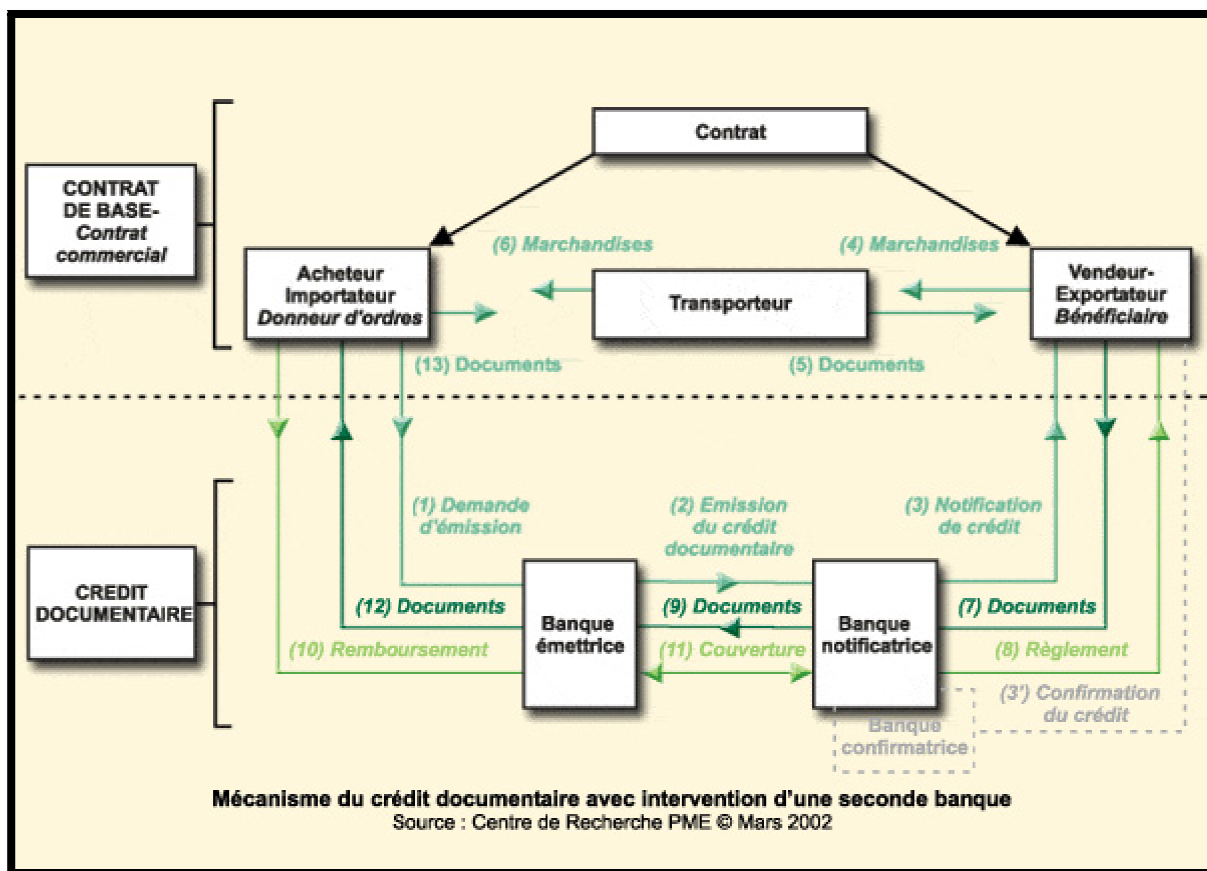 Contrat
CONTRAT
DE BASE-
Contrat
commercial
(6) Marchandises
(4) Marchandises
Acheteur
Importateur
Donneur d'ordres
Transporteur
Vendeur-
Exportateur
Bénéficiaire
(13) Documents
(5) Documents
(1) Demande
d'émission
(2) Emission
du crédit
documentaire
(3) Notification
de crédit
CREDIT
DOCUMENTAIRE
(12) Documents
Banque
émettrice
(9) Documents
Banque
notificatrice
(7) Documents
(10) Remboursement
(11) Couverture
(8) Règlement
(3') Confirmation
du crédit
Banque
confirmatrice
Mécanisme du crédit documentaire avec intervention d'une seconde banque
Source : Centre de Recherche PME © Mars 2002